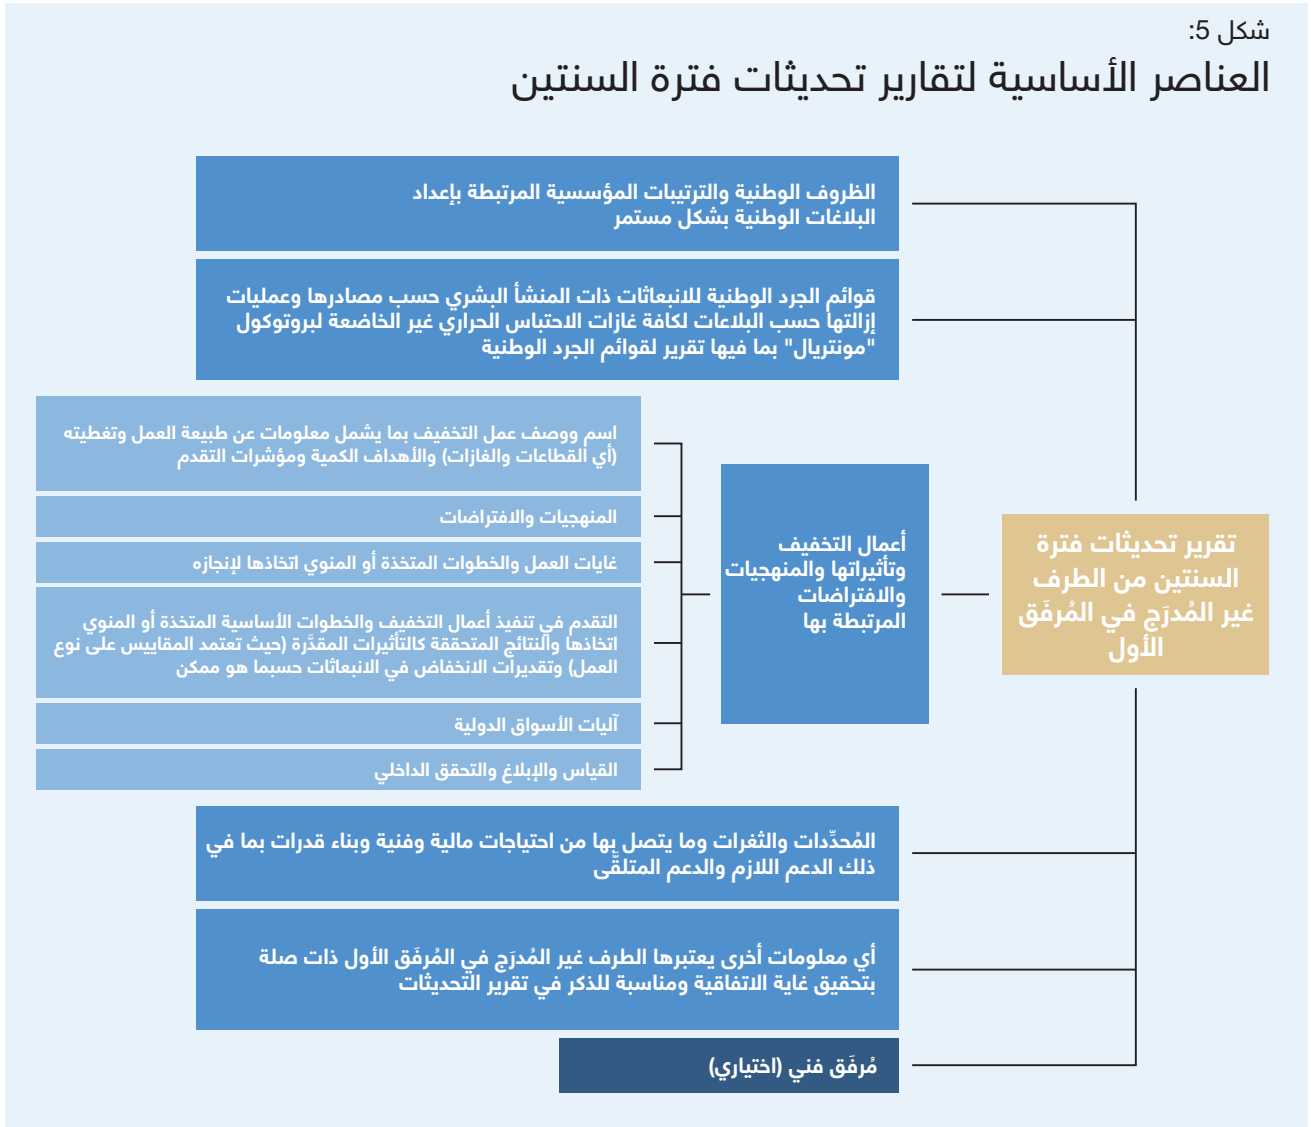 شكل 5:
العناصر الأساسية لتقارير تحديثات فترة السنتين
الظروف الوطنية والترتيبات المؤسسية المرتبطة بإعداد
البلاغات الوطنية بشكل مستمر
قوائم الجرد الوطنية للانبعاثات ذات المنشأ البشري حسب مصادرها وعمليات
إزالتها حسب البلاعات لكافة غازات الاحتباس الحراري غير الخاضعة لبروتوكول
"مونتريال" بما فيها تقرير لقوائم الجرد الوطنية
تقرير تحديثات فترة
السنتين من الطرف
غير المُدرَج في المُرفَق
الأول
أعمال التخفيف
وتأثيراتها والمنهجيات
والافتراضات
المرتبطة بها
اسم ووصف عمل التخفيف بما يشمل معلومات عن طبيعة العمل وتغطيته
(أي القطاعات والغازات) والأهداف الكمية ومؤشرات التقدم
المنهجيات والافتراضات
غايات العمل والخطوات المتخذة أو المنوي اتخاذها لإنجازه
التقدم في تنفيذ أعمال التخفيف والخطوات الأساسية المتخذة أو المنوي
اتخاذها والنتائج المتحققة كالتأثيرات المقدَّرة (حيث تعتمد المقاييس على نوع
العمل) وتقديرات الانخفاض في الانبعاثات حسبما هو ممكن
آليات الأسواق الدولية
القياس والإبلاغ والتحقق الداخلي
المُحدِّدات والثغرات وما يتصل بها من احتياجات مالية وفنية وبناء قدرات بما في
ذلك الدعم اللازم والدعم المتلقَّى
أي معلومات أخرى يعتبرها الطرف غير المُدرَج في المُرفَق الأول ذات صلة
بتحقيق غاية الاتفاقية ومناسبة للذكر في تقرير التحديثات
مُرفَق فني (اختياري)